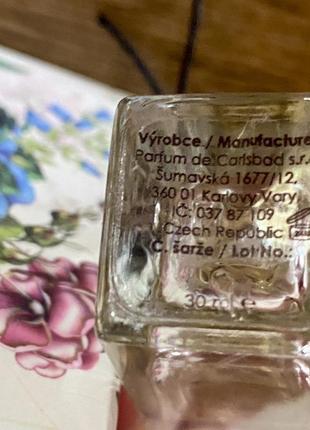 Výrobce / Manufacture
Parfum de Carlsbad s.r.o
Šumavská 1677/12,
360 01 Karlovy Vary,
IČ: 037 87 109
Czech Republic
Č. šarže / Lot No.:
30 ml e